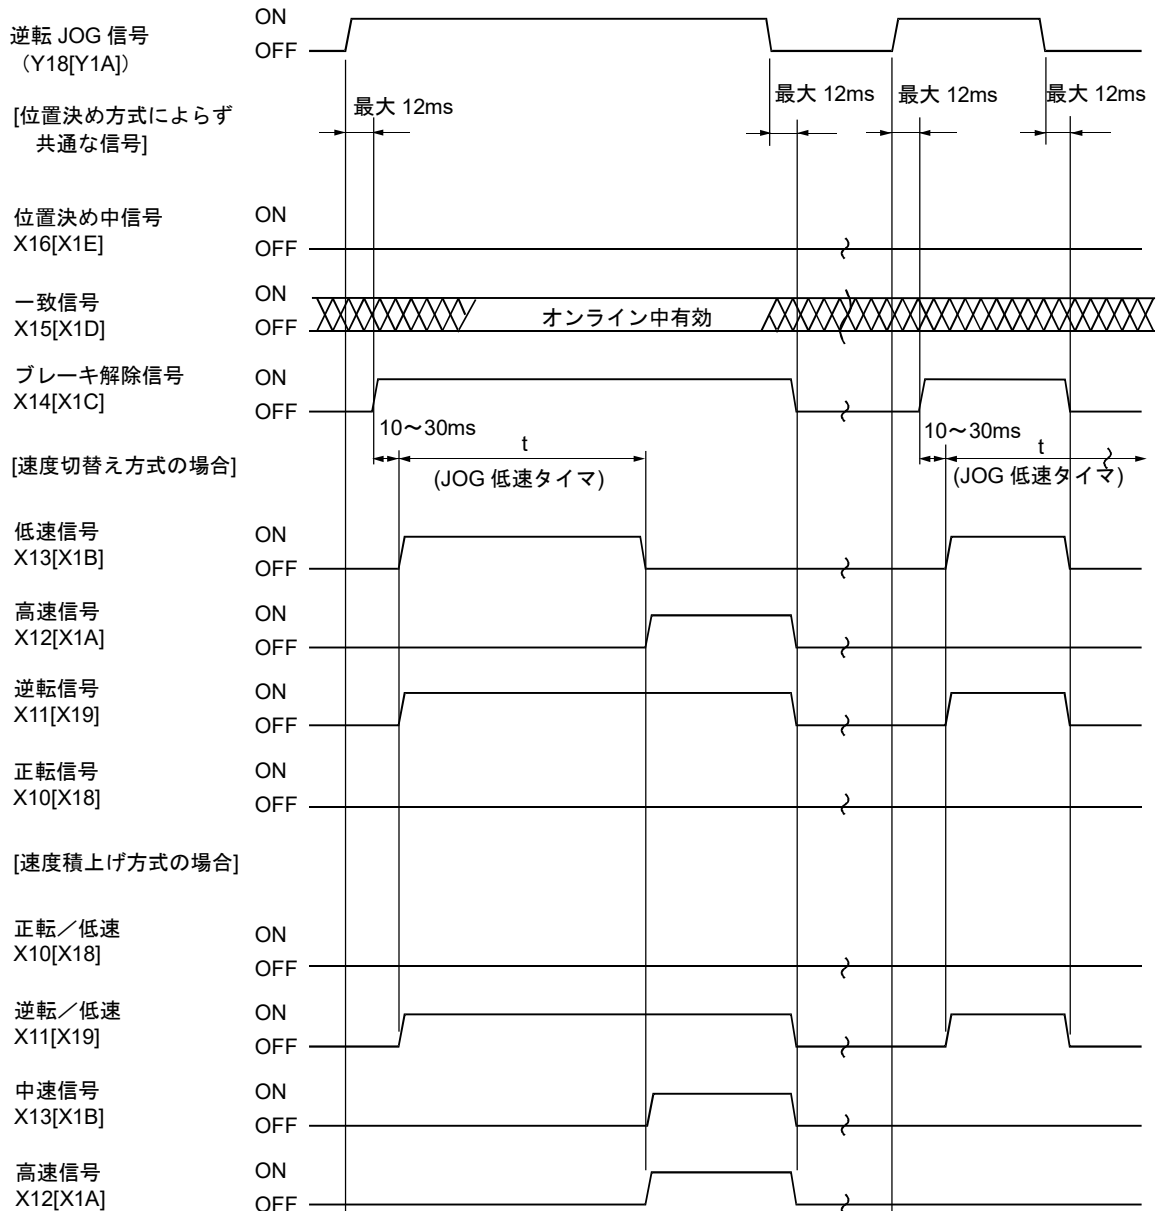 逆転 JOG 信号
（Y18[Y1A]）
ON
OFF
[位置決め方式によらず
共通な信号]
最大 12ms
最大 12ms
最大 12ms
最大 12ms
位置決め中信号
X16[X1E]
ON
OFF
一致信号
X15[X1D]
ON
OFF
オンライン中有効
ブレーキ解除信号
X14[X1C]
ON
OFF
10～30ms
t
(JOG 低速タイマ)
10～30ms
t
(JOG 低速タイマ)
[速度切替え方式の場合]
低速信号
X13[X1B]
ON
OFF
高速信号
X12[X1A]
ON
OFF
逆転信号
X11[X19]
ON
OFF
正転信号
X10[X18]
ON
OFF
[速度積上げ方式の場合]
正転／低速
X10[X18]
ON
OFF
逆転／低速
X11[X19]
ON
OFF
中速信号
X13[X1B]
ON
OFF
高速信号
X12[X1A]
ON
OFF